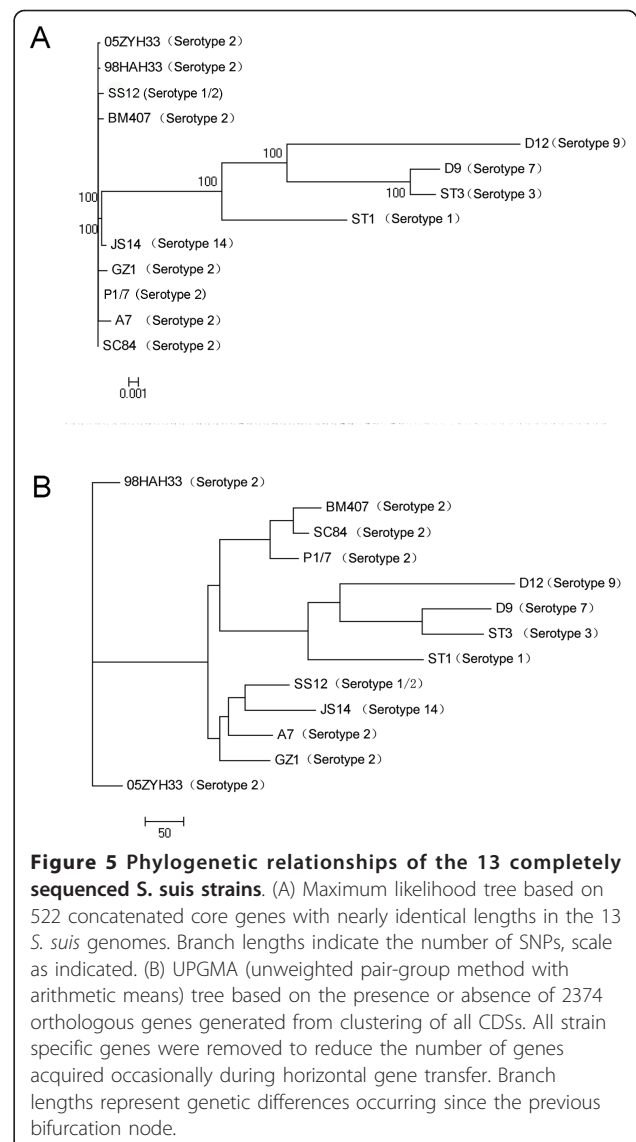 A
05ZYH33（Serotype 2）
98HAH33（Serotype 2）
SS12 (Serotype 1/2)
BM407（Serotype 2）
100
D12（Serotype 9）
D9（Serotype 7）
100
100
ST3（Serotype 3）
100
ST1（Serotype 1）
100
JS14（Serotype 14）
GZ1（Serotype 2）
P1/7 (Serotype 2)
A7（Serotype 2）
SC84（Serotype 2）
0.001
B
98HAH33（Serotype 2）
BM407（Serotype 2）
SC84（Serotype 2）
P1/7（Serotype 2）
D12（Serotype 9）
D9（Serotype 7）
ST3（Serotype 3）
ST1（Serotype 1）
SS12（Serotype 1/2）
JS14（Serotype 14）
A7（Serotype 2）
GZ1（Serotype 2）
05ZYH33（Serotype 2）
50
Figure 5 Phylogenetic relationships of the 13 completely
sequenced S. suis strains. (A) Maximum likelihood tree based on
522 concatenated core genes with nearly identical lengths in the 13
S. suis genomes. Branch lengths indicate the number of SNPs, scale
as indicated. (B) UPGMA (unweighted pair-group method with
arithmetic means) tree based on the presence or absence of 2374
orthologous genes generated from clustering of all CDSs. All strain
specific genes were removed to reduce the number of genes
acquired occasionally during horizontal gene transfer. Branch
lengths represent genetic differences occurring since the previous
bifurcation node.